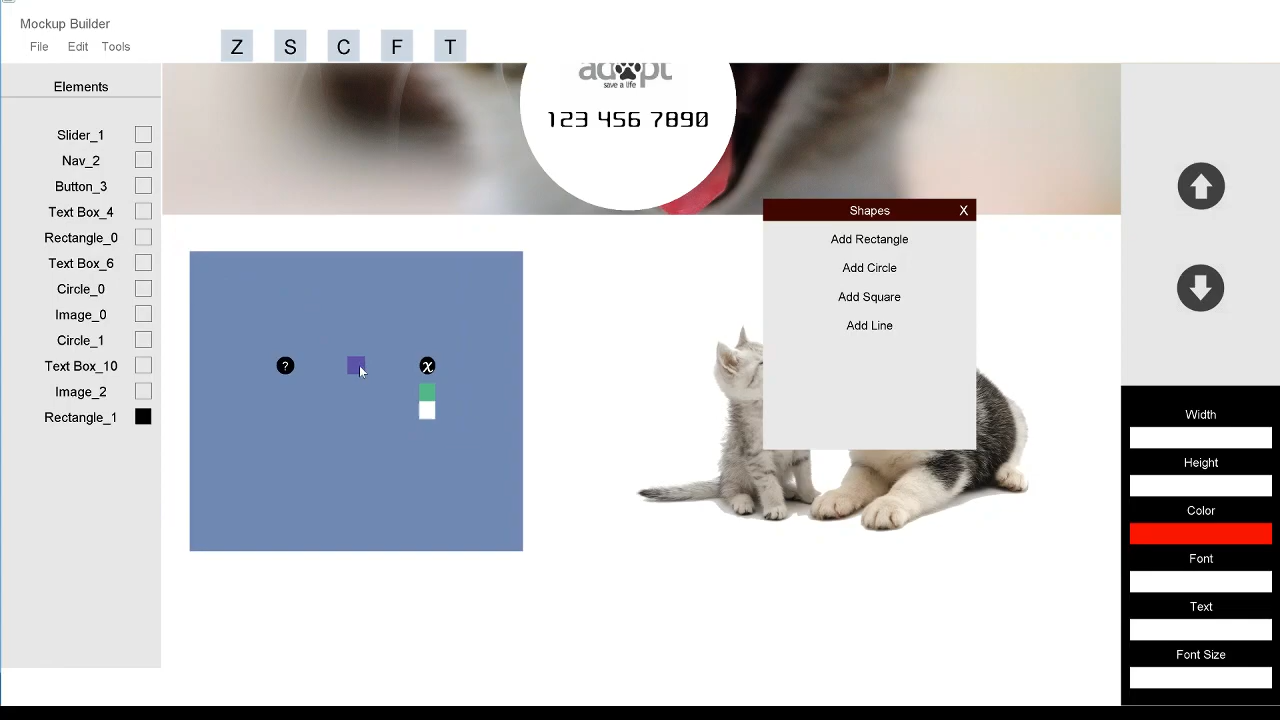 Mockup Builder
File Edit Tools
Z S C F T
Elements
Slider_1
Nav_2
Button_3
Text Box_4
Rectangle_0
Text Box_6
Circle_0
Image_0
Circle_1
Text Box_10
Image_2
Rectangle_1
adopt
save a life
123 456 7890
? χ
Shapes X
Add Rectangle
Add Circle
Add Square
Add Line
Width
Height
Color
Font
Text
Font Size